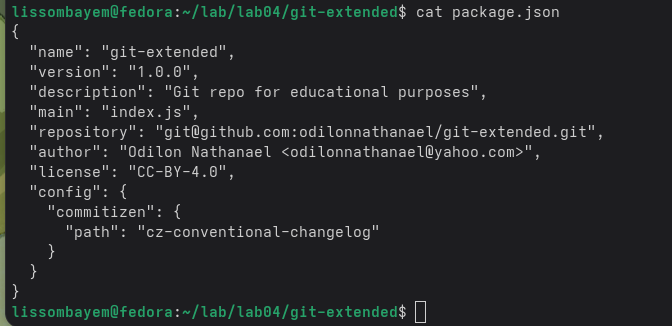 lissombayem@fedora:~/lab/lab04/git-extended$ cat package.json
{
  "name": "git-extended",
  "version": "1.0.0",
  "description": "Git repo for educational purposes",
  "main": "index.js",
  "repository": "git@github.com:odilonnathanael/git-extended.git",
  "author": "Odilon Nathanael <odilonnathanael@yahoo.com>",
  "license": "CC-BY-4.0",
  "config": {
    "commitizen": {
      "path": "cz-conventional-changelog"
    }
  }
}
lissombayem@fedora:~/lab/lab04/git-extended$